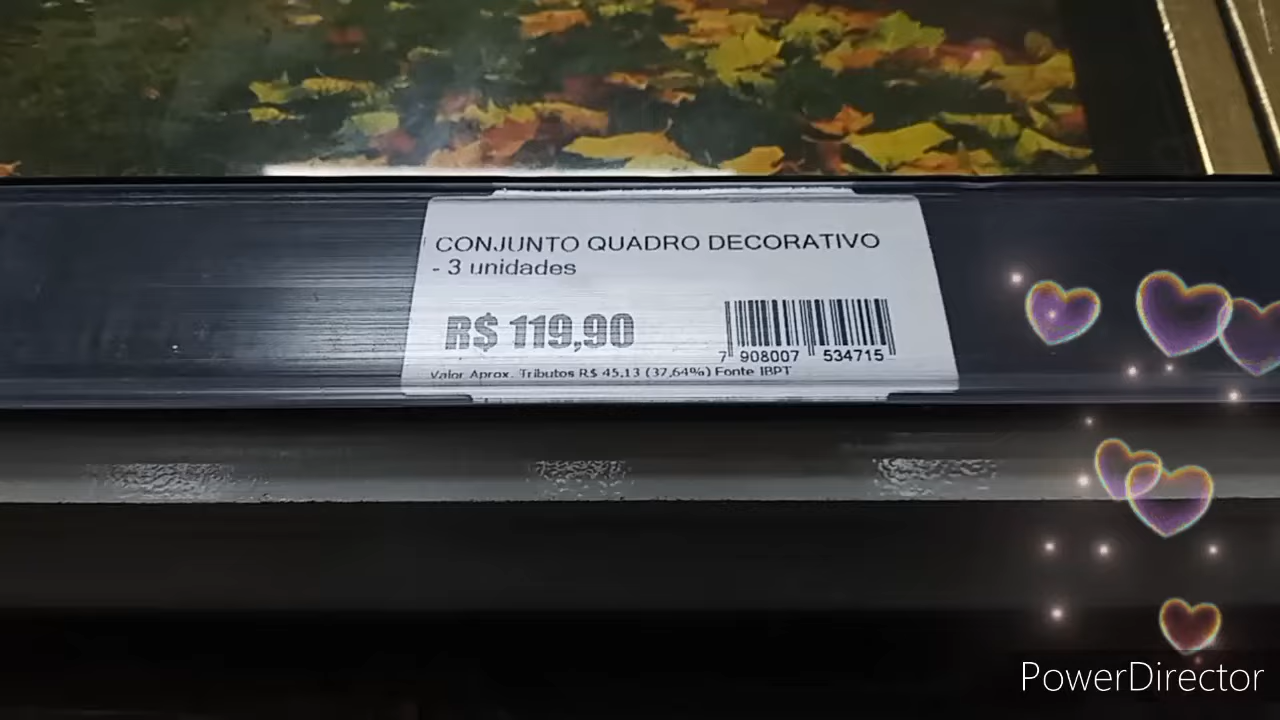 CONJUNTO QUADRO DECORATIVO
- 3 unidades
R$ 119,90
7 908007 534715
Valor Aprox. Tributos R$ 45,13 (37,64%) Fonte IBPT
PowerDirector